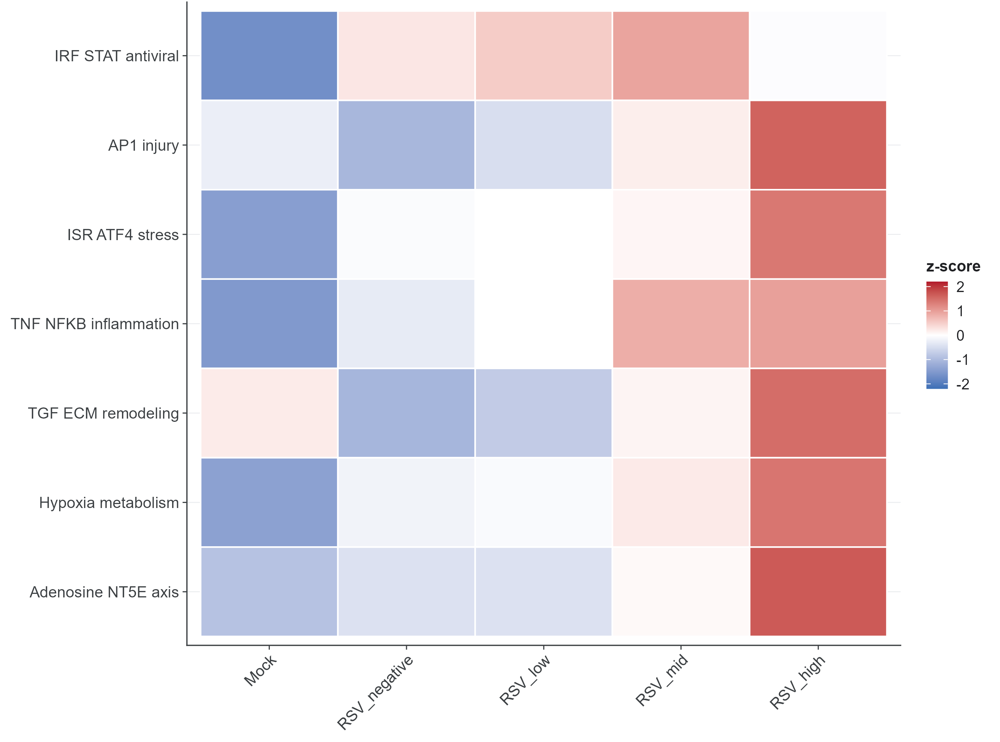 IRF STAT antiviral
AP1 injury
ISR ATF4 stress
TNF NFKB inflammation
TGF ECM remodeling
Hypoxia metabolism
Adenosine NT5E axis
Mock
RSV_negative
RSV_low
RSV_mid
RSV_high
z-score
2
1
0
-1
-2